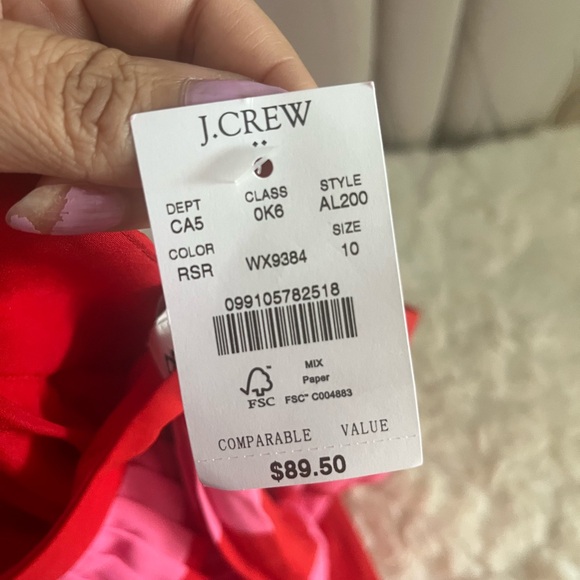 J.CREW
DEPT CLASS STYLE
CA5 0K6 AL200
COLOR SIZE
RSR WX9384 10
099105782518
MIX
Paper
FSC FSC™ C004883
COMPARABLE VALUE
$89.50